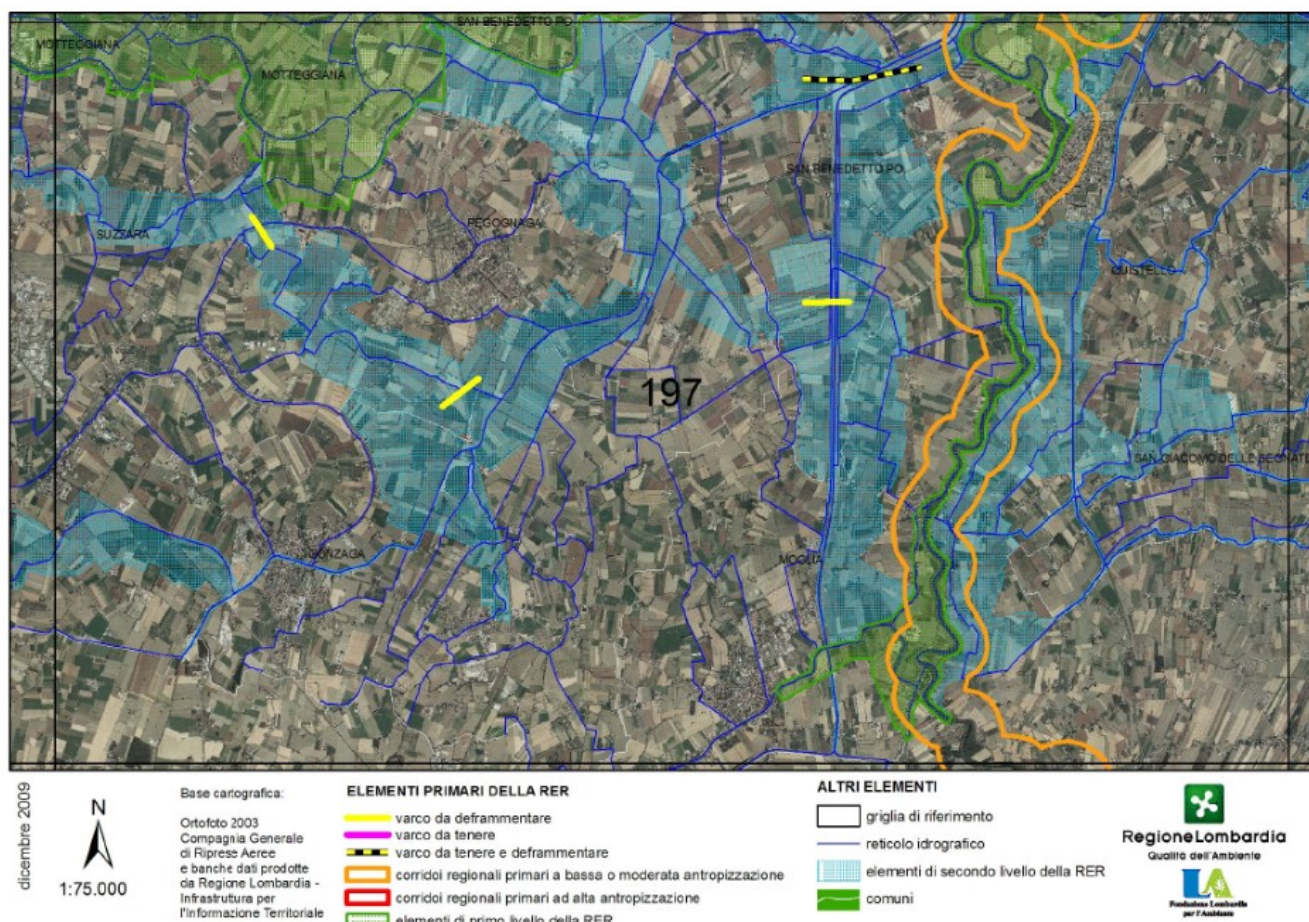 SAN BENEDETTO PO
MOTTEGGIANA
MOTTEGGIANA
SAN BENEDETTO PO
PEGOGNAGA
SUZZARA
QUISTELLO
197
SAN GIACOMO DELLE SEGNATE
GONZAGA
MOGLIA
dicembre 2009
N
1:75.000
Base cartografica:
Ortofoto 2003
Compagnia Generale
di Riprese Aeree
e banche dati prodotte
da Regione Lombardia -
Infrastruttura per
l'Informazione Territoriale
ELEMENTI PRIMARI DELLA RER
varco da deframmentare
varco da tenere
varco da tenere e deframmentare
corridoi regionali primari a bassa o moderata antropizzazione
corridoi regionali primari ad alta antropizzazione
elementi di primo livello della RER
ALTRI ELEMENTI
griglia di riferimento
reticolo idrografico
elementi di secondo livello della RER
comuni
RegioneLombardia
Qualità dell'Ambiente
Fondazione Lombardia
per l'Ambiente